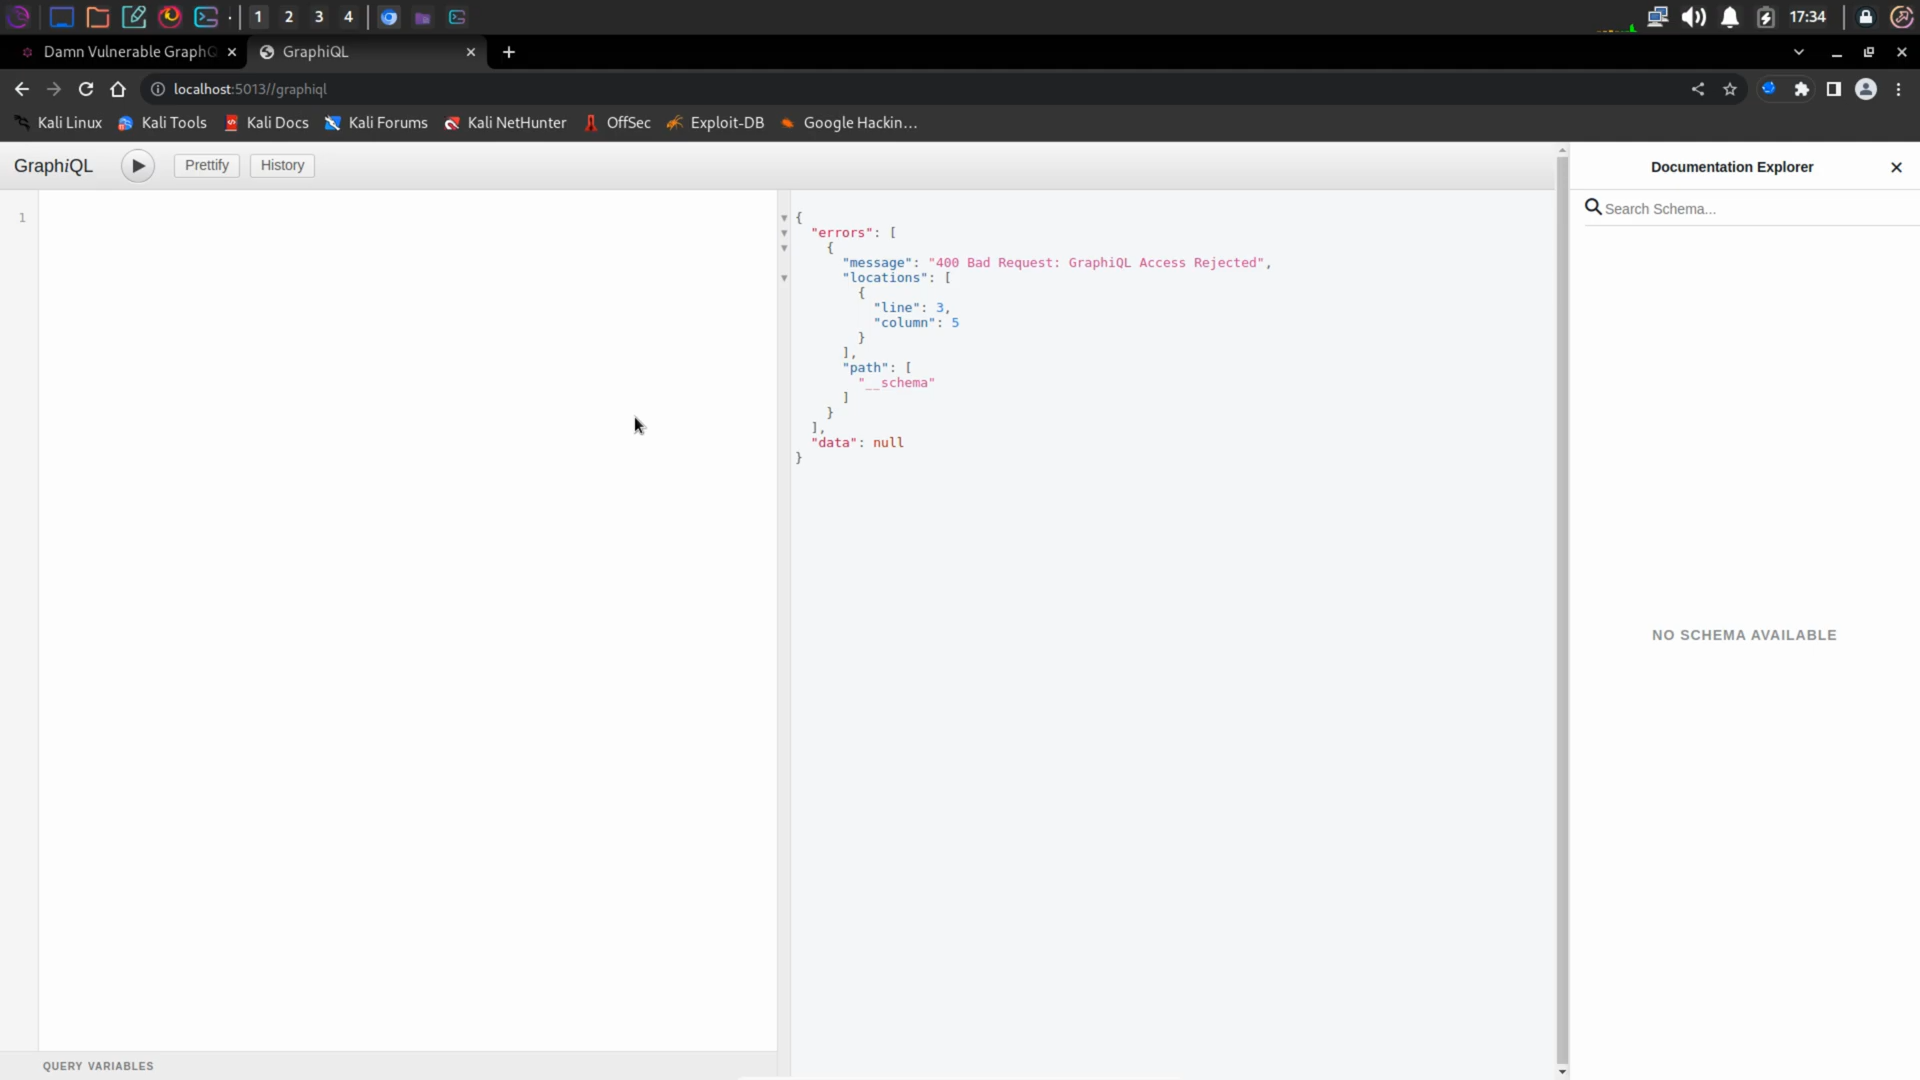 1 2 3 4
17:34
Damn Vulnerable GraphQ
GraphiQL
localhost:5013//graphiql
Kali Linux Kali Tools Kali Docs Kali Forums Kali NetHunter OffSec Exploit-DB Google Hackin…
GraphiQL
Prettify
History
Documentation Explorer
Search Schema...
NO SCHEMA AVAILABLE
1
{
"errors": [
{
"message": "400 Bad Request: GraphiQL Access Rejected",
"locations": [
{
"line": 3,
"column": 5
}
],
"path": [
"__schema"
]
}
],
"data": null
}
QUERY VARIABLES